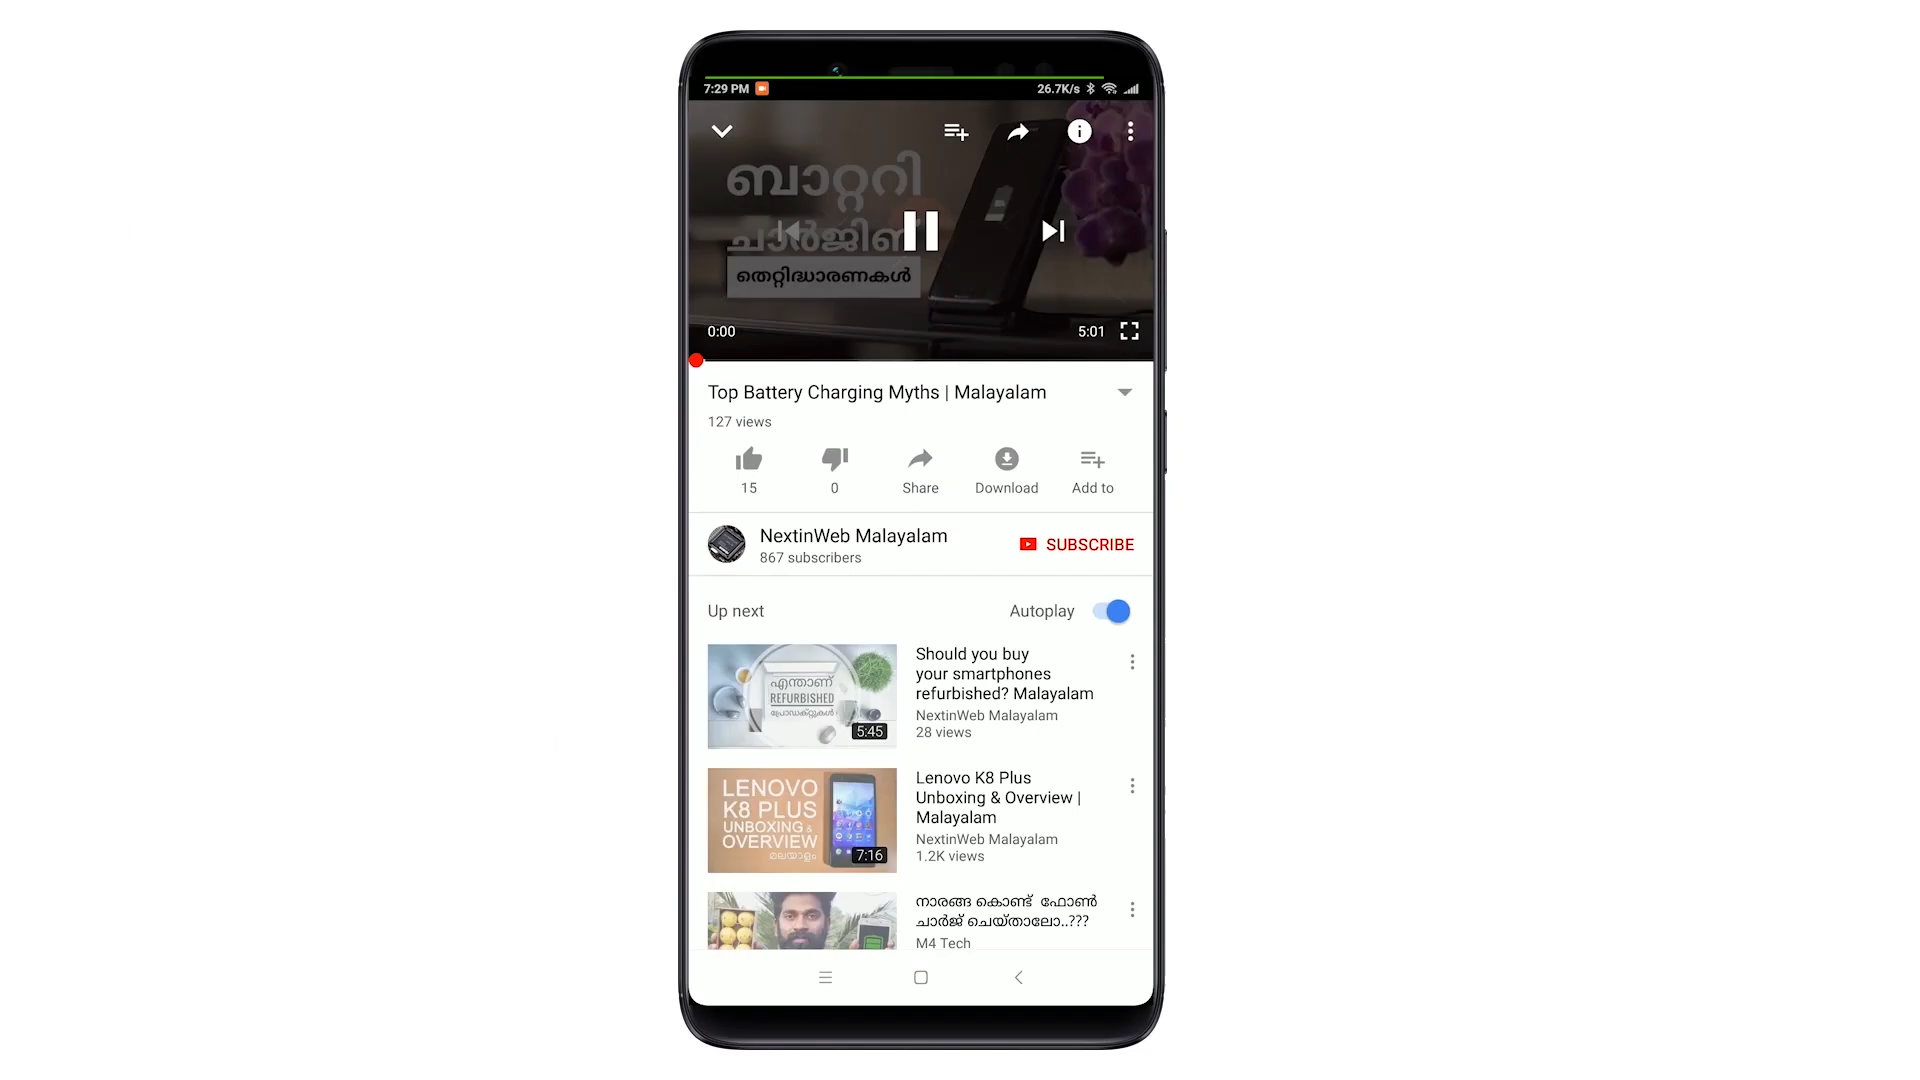 7:29 PM
26.7K/s
ബാറ്ററി
ചാർജിങ്
തെറ്റിദ്ധാരണകൾ
0:00
5:01
Top Battery Charging Myths | Malayalam
127 views
15
0
Share
Download
Add to
NextinWeb Malayalam
867 subscribers
SUBSCRIBE
Up next
Autoplay
എന്താണ്
REFURBISHED
പ്രോഡക്റ്റുകൾ
5:45
Should you buy
your smartphones
refurbished? Malayalam
NextinWeb Malayalam
28 views
LENOVO
K8 PLUS
UNBOXING &
OVERVIEW
മലയാളം
7:16
Lenovo K8 Plus
Unboxing & Overview |
Malayalam
NextinWeb Malayalam
1.2K views
നാരങ്ങ കൊണ്ട് ഫോൺ
ചാർജ് ചെയ്താലോ..???
M4 Tech